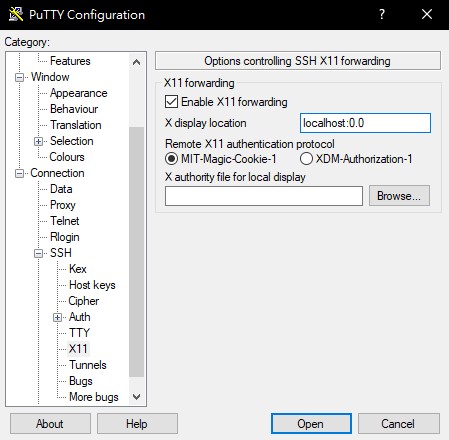 PuTTY Configuration
?
Category:
Features
Window
Appearance
Behaviour
Translation
Selection
Colours
Connection
Data
Proxy
Telnet
Rlogin
SSH
Kex
Host keys
Cipher
Auth
TTY
X11
Tunnels
Bugs
More bugs
Options controlling SSH X11 forwarding
X11 forwarding
Enable X11 forwarding
X display location localhost:0.0
Remote X11 authentication protocol
MIT-Magic-Cookie-1 XDM-Authorization-1
X authority file for local display
Browse...
About Help Open Cancel